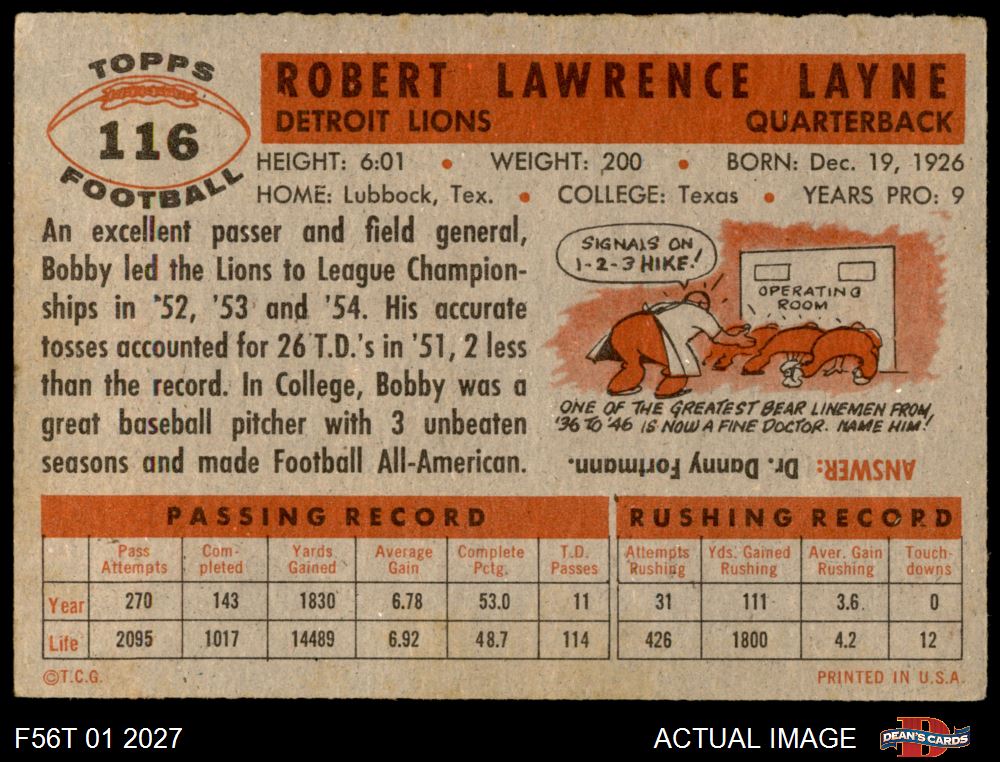 TOPPS
116
FOOTBALL
ROBERT LAWRENCE LAYNE
DETROIT LIONS QUARTERBACK
HEIGHT: 6:01 • WEIGHT: 200 • BORN: Dec. 19, 1926
HOME: Lubbock, Tex. • COLLEGE: Texas • YEARS PRO: 9
An excellent passer and field general,
Bobby led the Lions to League Champion-
ships in '52, '53 and '54. His accurate
tosses accounted for 26 T.D.'s in '51, 2 less
than the record. In College, Bobby was a
great baseball pitcher with 3 unbeaten
seasons and made Football All-American.
SIGNALS ON
1-2-3 HIKE!
OPERATING
ROOM
ONE OF THE GREATEST BEAR LINEMEN FROM,
'36 TO '46 IS NOW A FINE DOCTOR. NAME HIM!
ANSWER: Dr. Danny Fortmann.
PASSING RECORD RUSHING RECORD
Pass Com- Yards Average Complete T.D. Attempts Yds. Gained Aver. Gain Touch-
Attempts pleted Gained Gain Pctg. Passes Rushing Rushing Rushing downs
Year 270 143 1830 6.78 53.0 11 31 111 3.6 0
Life 2095 1017 14489 6.92 48.7 114 426 1800 4.2 12
©T.C.G. PRINTED IN U.S.A.
F56T 01 2027 ACTUAL IMAGE D DEAN'S CARDS